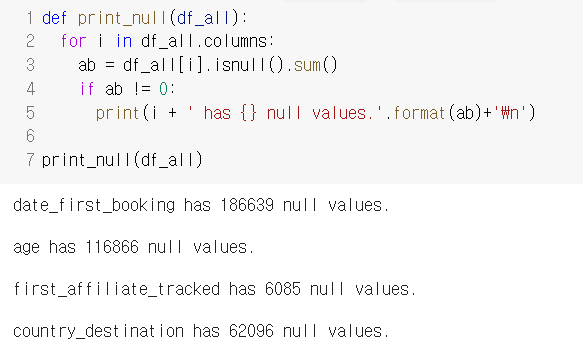 1 def print_null(df_all):
2   for i in df_all.columns:
3     ab = df_all[i].isnull().sum()
4     if ab != 0:
5       print(i + ' has {} null values.'.format(ab)+'₩n')
6
7 print_null(df_all)
date_first_booking has 186639 null values.
age has 116866 null values.
first_affiliate_tracked has 6085 null values.
country_destination has 62096 null values.